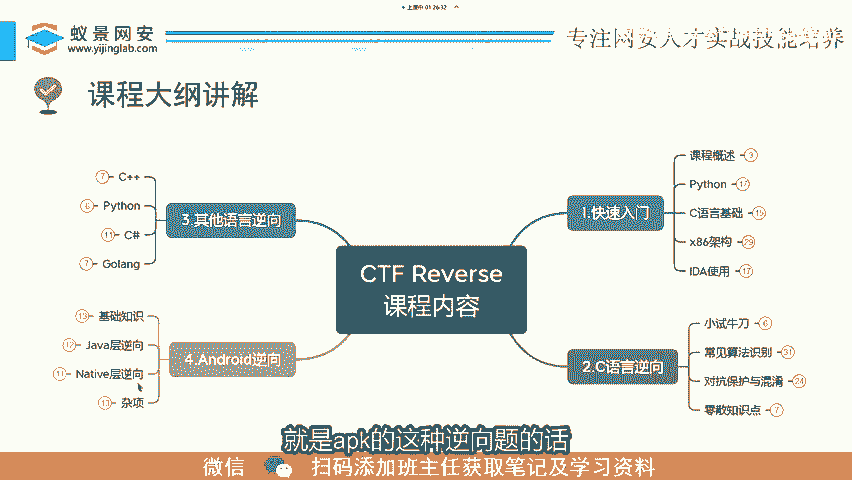 上课中 01:26:32
蚁景网安
www.yijinglab.com
专注网安人才实战技能培养
课程大纲讲解
CTF Reverse
课程内容
1.快速入门
课程概述 3
Python 17
C语言基础 15
x86架构 29
IDA使用 17
2.C语言逆向
小试牛刀 6
常见算法识别 31
对抗保护与混淆 24
零散知识点 7
3.其他语言逆向
7 C++
6 Python
11 C#
7 Golang
4.Android逆向
13 基础知识
12 Java层逆向
11 Native层逆向
13 杂项
就是apk的这种逆向题的话
微信 扫码添加班主任获取笔记及学习资料